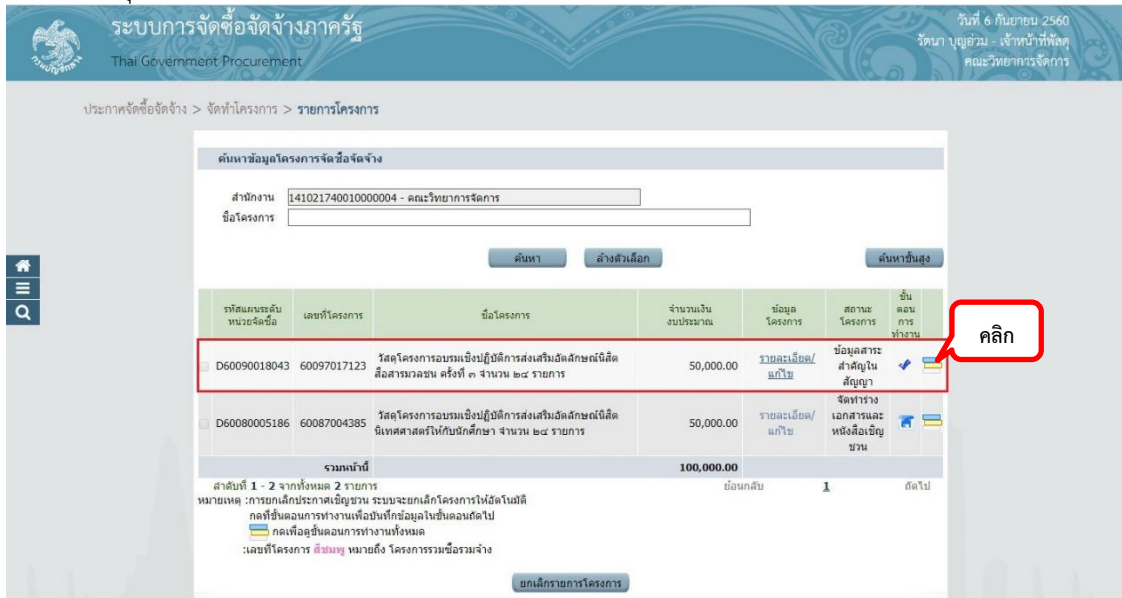 ระบบการจัดซื้อจัดจ้างภาครัฐ
Thai Government Procurement
วันที่ 6 กันยายน 2560
รัตนา บุญอ่วม - เจ้าหน้าที่พัสดุ
คณะวิทยาการจัดการ
กรมบัญชีกลาง
ประกาศจัดซื้อจัดจ้าง > จัดทำโครงการ > รายการโครงการ
ค้นหาข้อมูลโครงการจัดซื้อจัดจ้าง
สำนักงาน 141021740010000004 - คณะวิทยาการจัดการ
ชื่อโครงการ
ค้นหา ล้างตัวเลือก ค้นหาขั้นสูง
รหัสแผนระดับหน่วยจัดซื้อ เลขที่โครงการ ชื่อโครงการ จำนวนเงินงบประมาณ ข้อมูลโครงการ สถานะโครงการ ขั้นตอนการทำงาน
คลิก
D60090018043 60097017123 วัสดุโครงการอบรมเชิงปฏิบัติการส่งเสริมอัตลักษณ์นิสิต
สื่อสารมวลชน ครั้งที่ ๓ จำนวน ๒๔ รายการ
50,000.00 รายละเอียด/แก้ไข ข้อมูลสาระสำคัญในสัญญา
D60080005186 60087004385 วัสดุโครงการอบรมเชิงปฏิบัติการส่งเสริมอัตลักษณ์นิสิต
นิเทศศาสตร์ให้กับนักศึกษา จำนวน ๒๔ รายการ
50,000.00 รายละเอียด/แก้ไข จัดทำร่างเอกสารและหนังสือเชิญชวน
รวมหน้านี้ 100,000.00
ลำดับที่ 1 - 2 จากทั้งหมด 2 รายการ ย้อนกลับ 1 ถัดไป
หมายเหตุ :การยกเลิกประกาศเชิญชวน ระบบจะยกเลิกโครงการให้อัตโนมัติ
กดที่ขั้นตอนการทำงานเพื่อบันทึกข้อมูลในขั้นตอนถัดไป
กดเพื่อดูขั้นตอนการทำงานทั้งหมด
:เลขที่โครงการ สีชมพู หมายถึง โครงการรวมซื้อรวมจ้าง
ยกเลิกรายการโครงการ